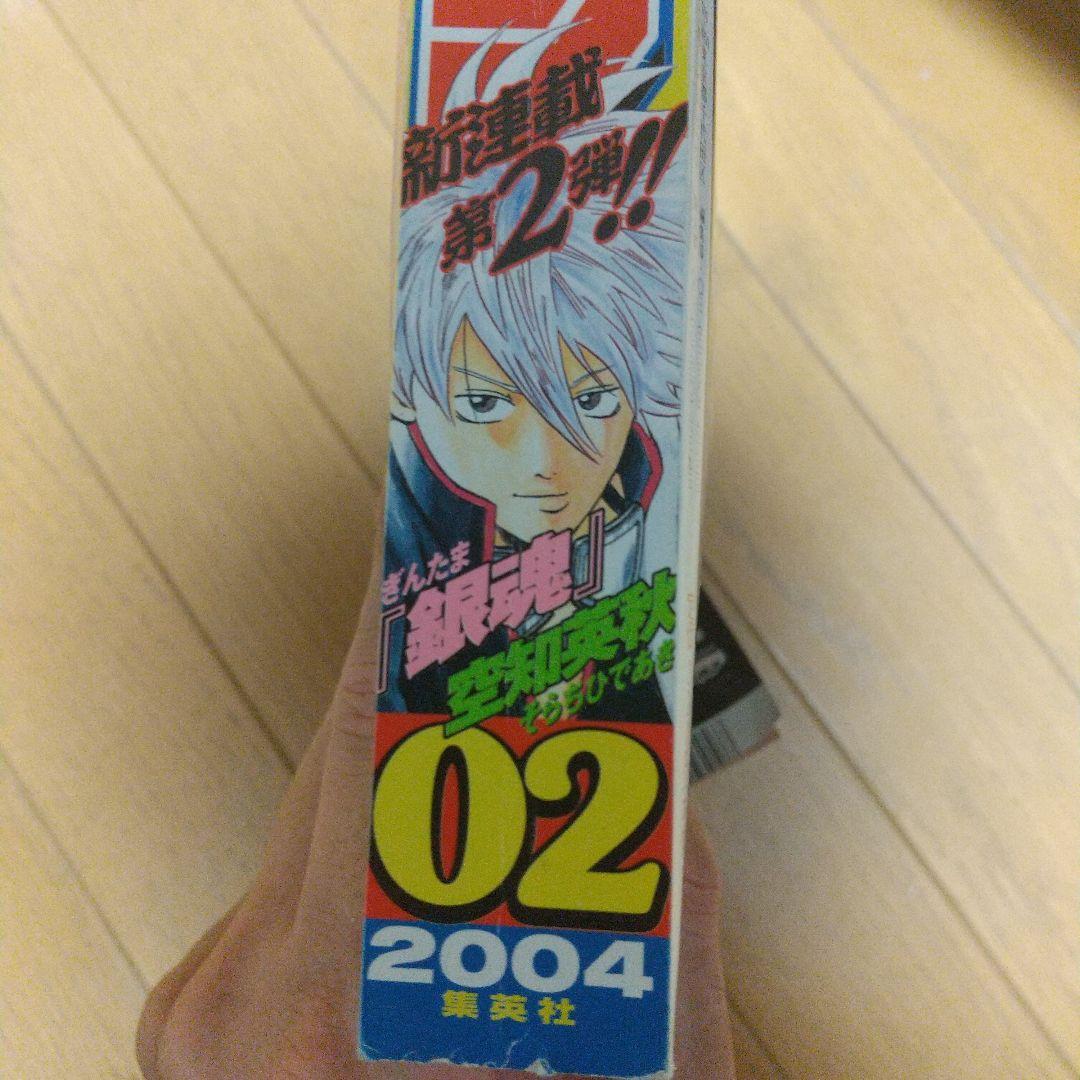 新連載
第2弾!!
ぎんたま
『銀魂』
空知英秋
そらちひであき
02
2004
集英社